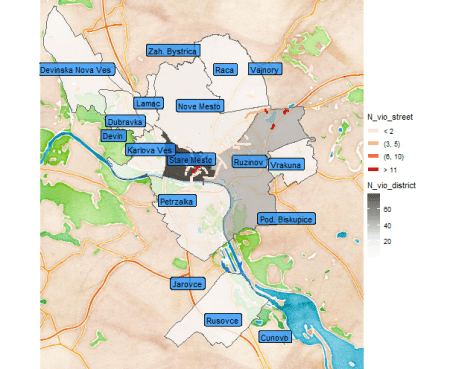 Zah. Bystrica
Devinska Nova Ves
Raca
Vajnory
Lamac
Nove Mesto
Dubravka
Devin
Karlova Ves
Stare Mesto
Ruzinov
Vrakuna
Petrzalka
Pod. Biskupice
Jarovce
Rusovce
Cunovo
N_vio_street
< 2
(3, 5)
(6, 10)
> 11
N_vio_district
60
40
20